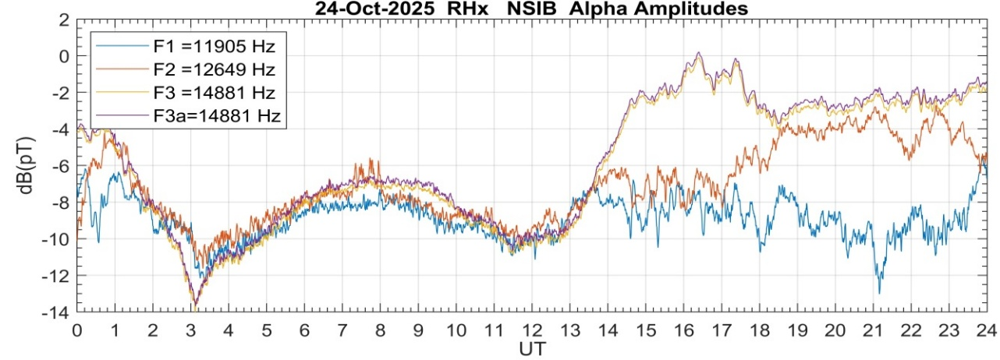 24-Oct-2025 RHx NSIB Alpha Amplitudes
2
0
-2
-4
-6
-8
-10
-12
-14
dB(pT)
F1 =11905 Hz
F2 =12649 Hz
F3 =14881 Hz
F3a=14881 Hz
0 1 2 3 4 5 6 7 8 9 10 11 12 13 14 15 16 17 18 19 20 21 22 23 24
UT